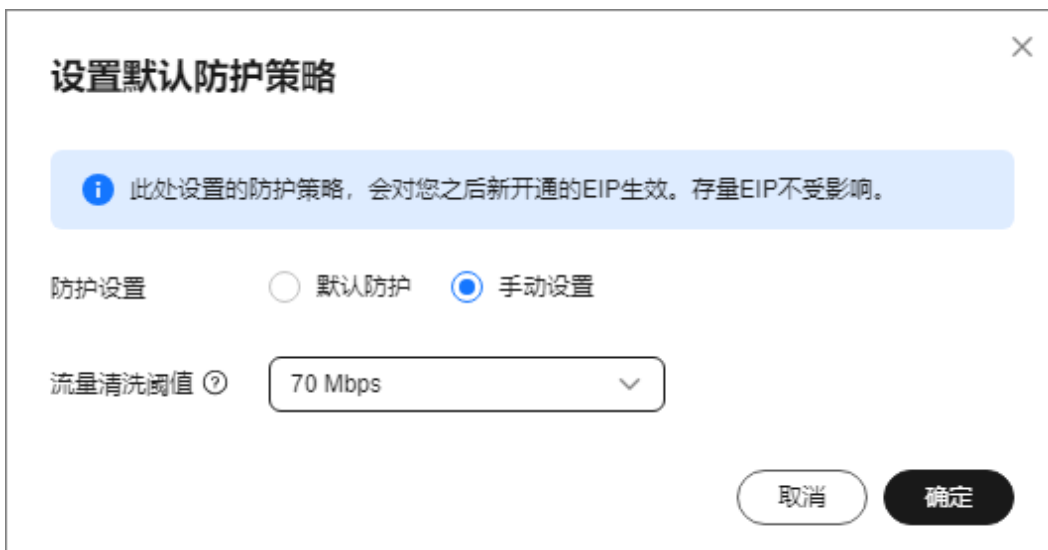 设置默认防护策略
此处设置的防护策略，会对您之后新开通的EIP生效。存量EIP不受影响。
防护设置 默认防护 手动设置
流量清洗阈值 70 Mbps
取消 确定